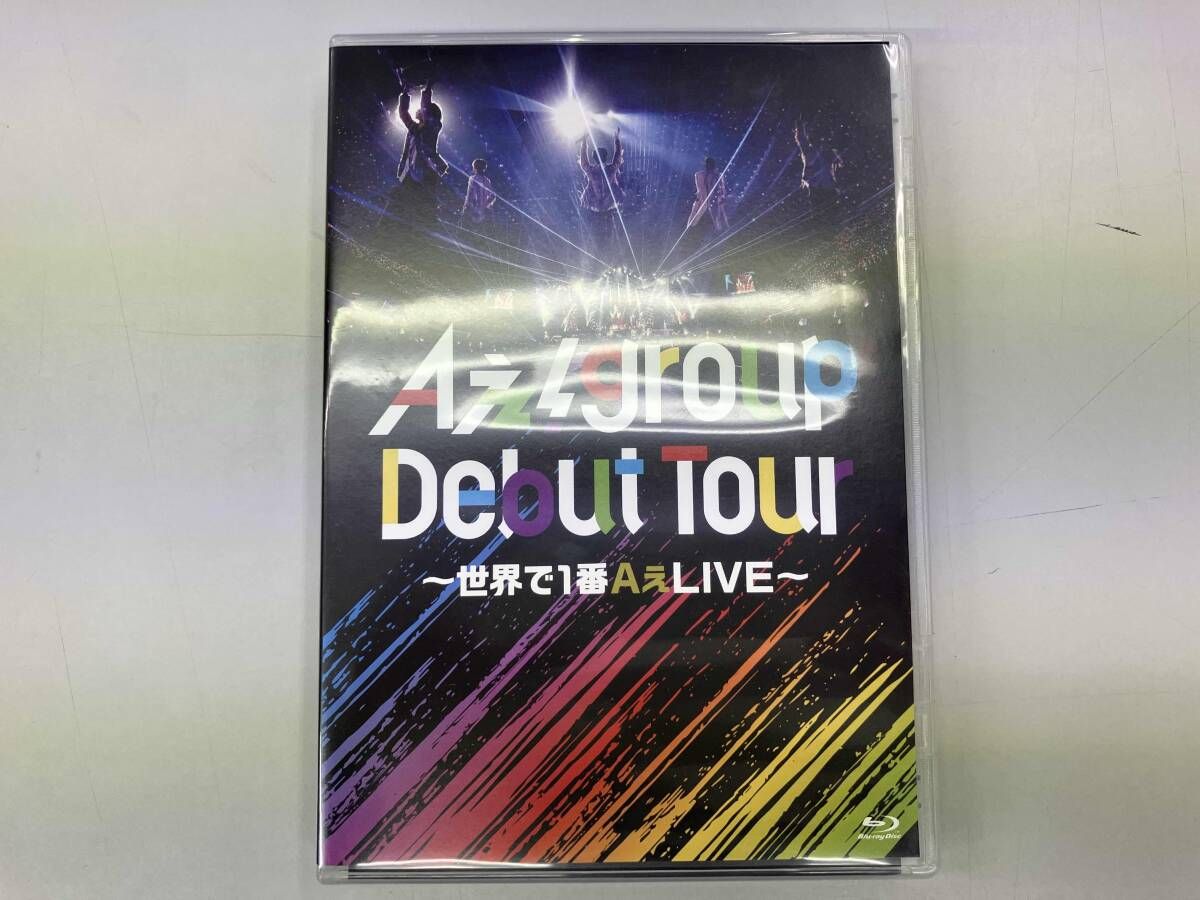 Aぇ! group
Debut Tour
～世界で1番AぇLIVE～
Blu-ray Disc